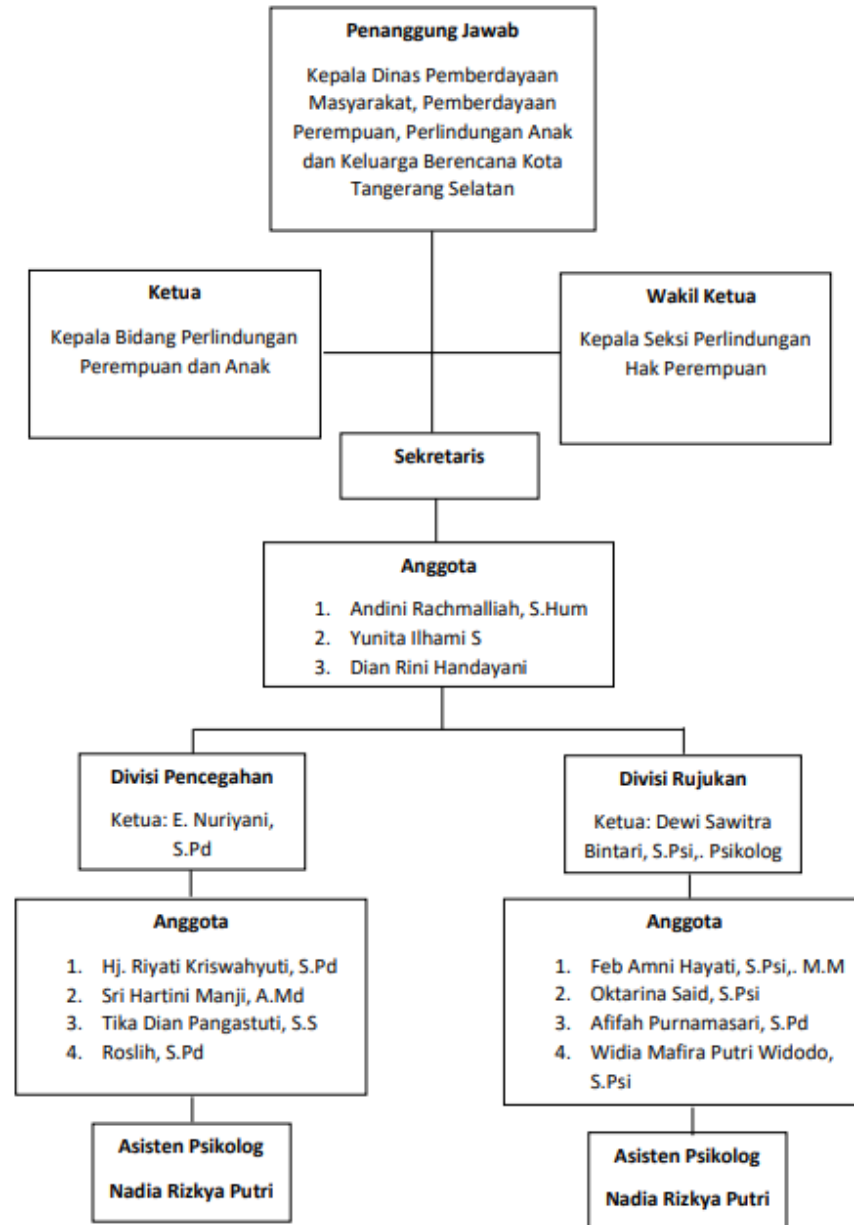 Penanggung Jawab
Kepala Dinas Pemberdayaan
Masyarakat, Pemberdayaan
Perempuan, Perlindungan Anak
dan Keluarga Berencana Kota
Tangerang Selatan
Ketua
Kepala Bidang Perlindungan
Perempuan dan Anak
Wakil Ketua
Kepala Seksi Perlindungan
Hak Perempuan
Sekretaris
Anggota
1. Andini Rachmalliah, S.Hum
2. Yunita Ilhami S
3. Dian Rini Handayani
Divisi Pencegahan
Ketua: E. Nuriyani,
S.Pd
Divisi Rujukan
Ketua: Dewi Sawitra
Bintari, S.Psi,. Psikolog
Anggota
1. Hj. Riyati Kriswahyuti, S.Pd
2. Sri Hartini Manji, A.Md
3. Tika Dian Pangastuti, S.S
4. Roslih, S.Pd
Anggota
1. Feb Amni Hayati, S.Psi,. M.M
2. Oktarina Said, S.Psi
3. Afifah Purnamasari, S.Pd
4. Widia Mafira Putri Widodo,
S.Psi
Asisten Psikolog
Nadia Rizkya Putri
Asisten Psikolog
Nadia Rizkya Putri